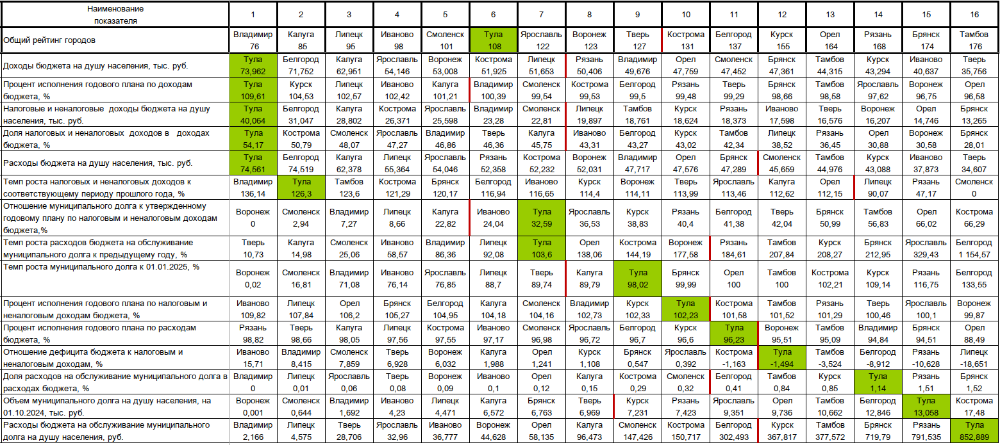 Наименование показателя 1 2 3 4 5 6 7 8 9 10 11 12 13 14 15 16
Общий рейтинг городов
Владимир Калуга Липецк Иваново Смоленск Тула Ярославль Воронеж Тверь Кострома Белгород Курск Орел Рязань Брянск Тамбов
76 85 95 98 101 108 122 123 127 131 137 155 164 168 174 176
Доходы бюджета на душу населения, тыс. руб.
Тула Белгород Калуга Ярославль Воронеж Кострома Липецк Рязань Владимир Орел Смоленск Брянск Тамбов Курск Иваново Тверь
73,962 71,752 62,951 54,146 53,008 51,925 51,653 50,406 49,676 47,759 47,452 47,361 44,315 43,294 40,637 35,756
Процент исполнения годового плана по доходам
бюджета, %
Тула Курск Липецк Иваново Калуга Владимир Смоленск Кострома Белгород Рязань Тверь Брянск Тамбов Ярославль Воронеж Орел
109,61 104,53 102,57 102,42 101,21 100,39 99,54 99,53 99,5 99,48 99,29 98,66 98,58 97,62 96,75 96,58
Налоговые и неналоговые доходы бюджета на душу
населения, тыс. руб.
Тула Белгород Калуга Кострома Ярославль Владимир Смоленск Липецк Тамбов Курск Рязань Иваново Тверь Воронеж Орел Брянск
40,064 31,047 28,802 26,371 25,598 23,28 22,81 19,897 18,761 18,624 18,373 17,598 16,576 16,207 14,746 13,265
Доля налоговых и неналоговых доходов в доходах
бюджета, %
Тула Кострома Смоленск Ярославль Владимир Тверь Калуга Иваново Белгород Курск Тамбов Липецк Рязань Орел Воронеж Брянск
54,17 50,79 48,07 47,27 46,86 46,36 45,75 43,31 43,27 43,02 42,34 38,52 36,45 30,88 30,58 28,01
Расходы бюджета на душу населения, тыс. руб.
Тула Белгород Калуга Липецк Ярославль Рязань Кострома Воронеж Владимир Орел Брянск Смоленск Тамбов Курск Иваново Тверь
74,561 74,519 62,378 55,364 54,046 52,358 52,232 52,031 47,717 47,576 47,289 45,659 44,976 43,088 37,873 34,607
Темп роста налоговых и неналоговых доходов к
соответствующему периоду прошлого года, %
Владимир Тула Тамбов Кострома Брянск Белгород Иваново Курск Воронеж Тверь Ярославль Калуга Орел Липецк Рязань Смоленск
136,14 126,3 123,6 121,29 120,17 116,94 116,65 114,4 114,11 113,99 113,46 112,62 112,15 90,07 47,17 0
Отношение муниципального долга к утвержденному
годовому плану по налоговым и неналоговым доходам
бюджета,%
Воронеж Смоленск Владимир Липецк Калуга Иваново Тула Ярославль Курск Рязань Белгород Тверь Брянск Тамбов Орел Кострома
0 2,94 7,27 8,66 22,82 24,04 32,59 36,53 38,83 40,4 41,38 42,04 50,99 56,83 66,02 66,29
Темп роста расходов бюджета на обслуживание
муниципального долга к предыдущему году, %
Тверь Калуга Смоленск Иваново Владимир Липецк Тула Орел Кострома Воронеж Рязань Тамбов Курск Брянск Ярославль Белгород
10,73 14,98 25,06 58,57 86,36 92,08 103,6 138,06 144,19 177,58 184,61 207,84 208,27 212,95 329,43 1 154,57
Темп роста муниципального долга к 01.01.2025, %
Воронеж Смоленск Владимир Иваново Ярославль Липецк Тверь Калуга Тула Брянск Орел Тамбов Кострома Курск Рязань Белгород
0,02 16,81 71,08 76,14 76,85 88,7 89,74 89,79 98,02 99,99 100 100 102,21 109,14 116,75 133,55
Процент исполнения годового плана по налоговым и
неналоговым доходам бюджета, %
Иваново Липецк Орел Брянск Белгород Калуга Смоленск Владимир Курск Тула Кострома Тамбов Рязань Тверь Ярославль Воронеж
109,82 107,84 106,2 105,27 104,95 104,18 104,16 102,73 102,33 102,23 101,58 101,52 101,29 100,46 100,1 99,87
Процент исполнения годового плана по расходам
бюджета, %
Рязань Тверь Калуга Липецк Кострома Иваново Смоленск Ярославль Белгород Курск Тула Воронеж Тамбов Владимир Брянск Орел
98,82 98,66 98,05 97,56 97,55 97,17 96,98 96,72 96,7 96,6 96,23 95,51 95,09 94,84 94,51 88,49
Отношение дефицита бюджета к налоговым и
неналоговым доходам, %
Иваново Владимир Смоленск Тверь Воронеж Калуга Орел Курск Брянск Ярославль Кострома Тула Тамбов Белгород Рязань Липецк
15,71 8,415 7,859 6,928 6,032 1,988 1,241 1,108 0,547 0,392 -1,163 -1,494 -3,524 -8,912 -10,628 -18,651
Доля расходов на обслуживание муниципального долга в
расходах бюджета, %
Владимир Липецк Ярославль Тверь Воронеж Иваново Орел Калуга Кострома Смоленск Белгород Тамбов Курск Тула Рязань Брянск
0 0,01 0,06 0,08 0,09 0,1 0,12 0,15 0,29 0,32 0,41 0,84 0,85 1,14 1,51 1,52
Объем муниципального долга на душу населения, на
01.10.2024, тыс. руб.
Воронеж Смоленск Владимир Иваново Липецк Калуга Брянск Тверь Курск Рязань Ярославль Орел Тамбов Белгород Тула Кострома
0,001 0,644 1,692 4,23 4,471 6,572 6,763 6,969 7,231 7,423 9,351 9,736 10,662 12,846 13,058 17,48
Расходы бюджета на обслуживание муниципального
долга на душу населения, руб.
Владимир Липецк Тверь Ярославль Иваново Воронеж Орел Калуга Смоленск Кострома Белгород Курск Тамбов Брянск Рязань Тула
2,166 4,575 28,706 32,96 36,777 44,628 58,135 96,473 147,426 150,717 302,493 367,817 377,572 719,79 791,535 852,889